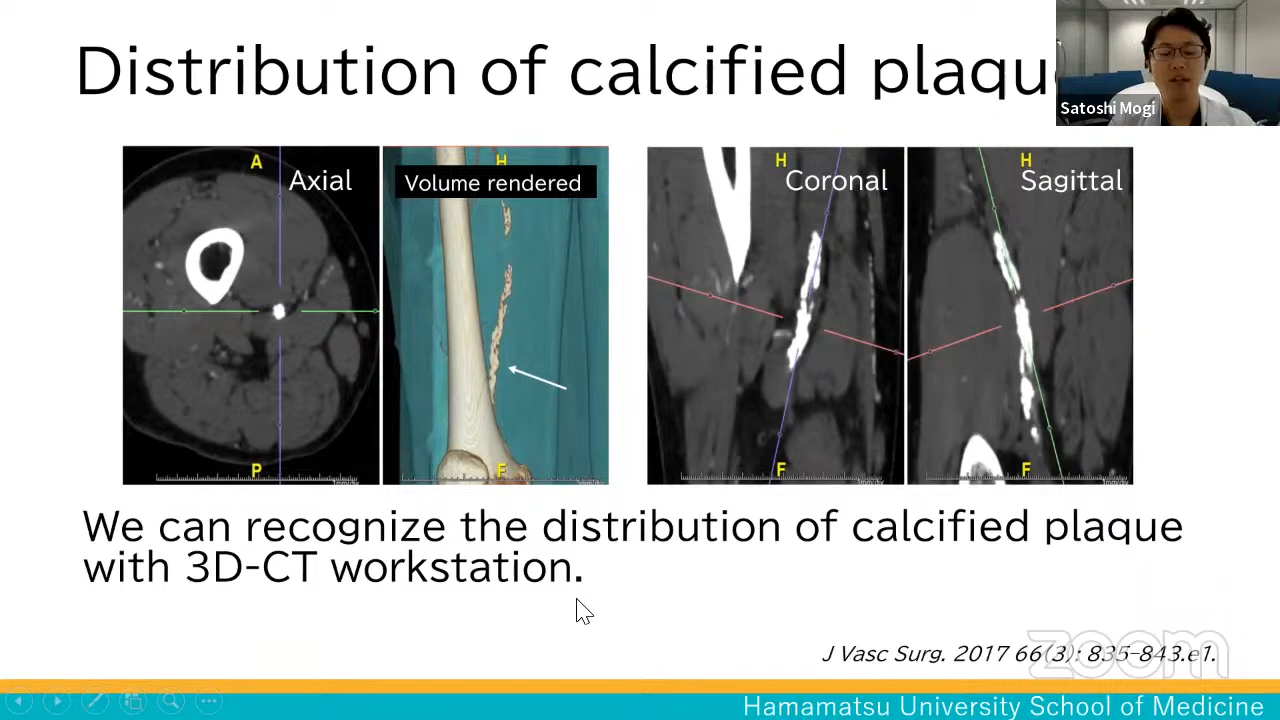 Distribution of calcified plaqu
Satoshi Mogi
A
Axial
P
H
Volume rendered
F
H
Coronal
F
H
Sagittal
F
We can recognize the distribution of calcified plaque
with 3D-CT workstation.
zoom
J Vasc Surg. 2017 66(3): 835-843.e1.
Hamamatsu University School of Medicine